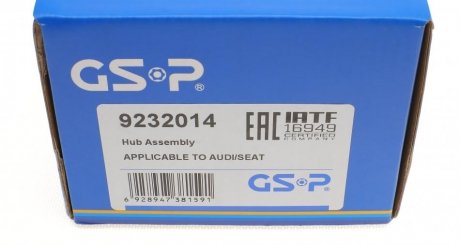 GSP
9232014
Hub Assembly
APPLICABLE TO AUDI/SEAT
6 928947 381591
EAC
IATF
16949
CERTIFIED
COMPANY
GSP